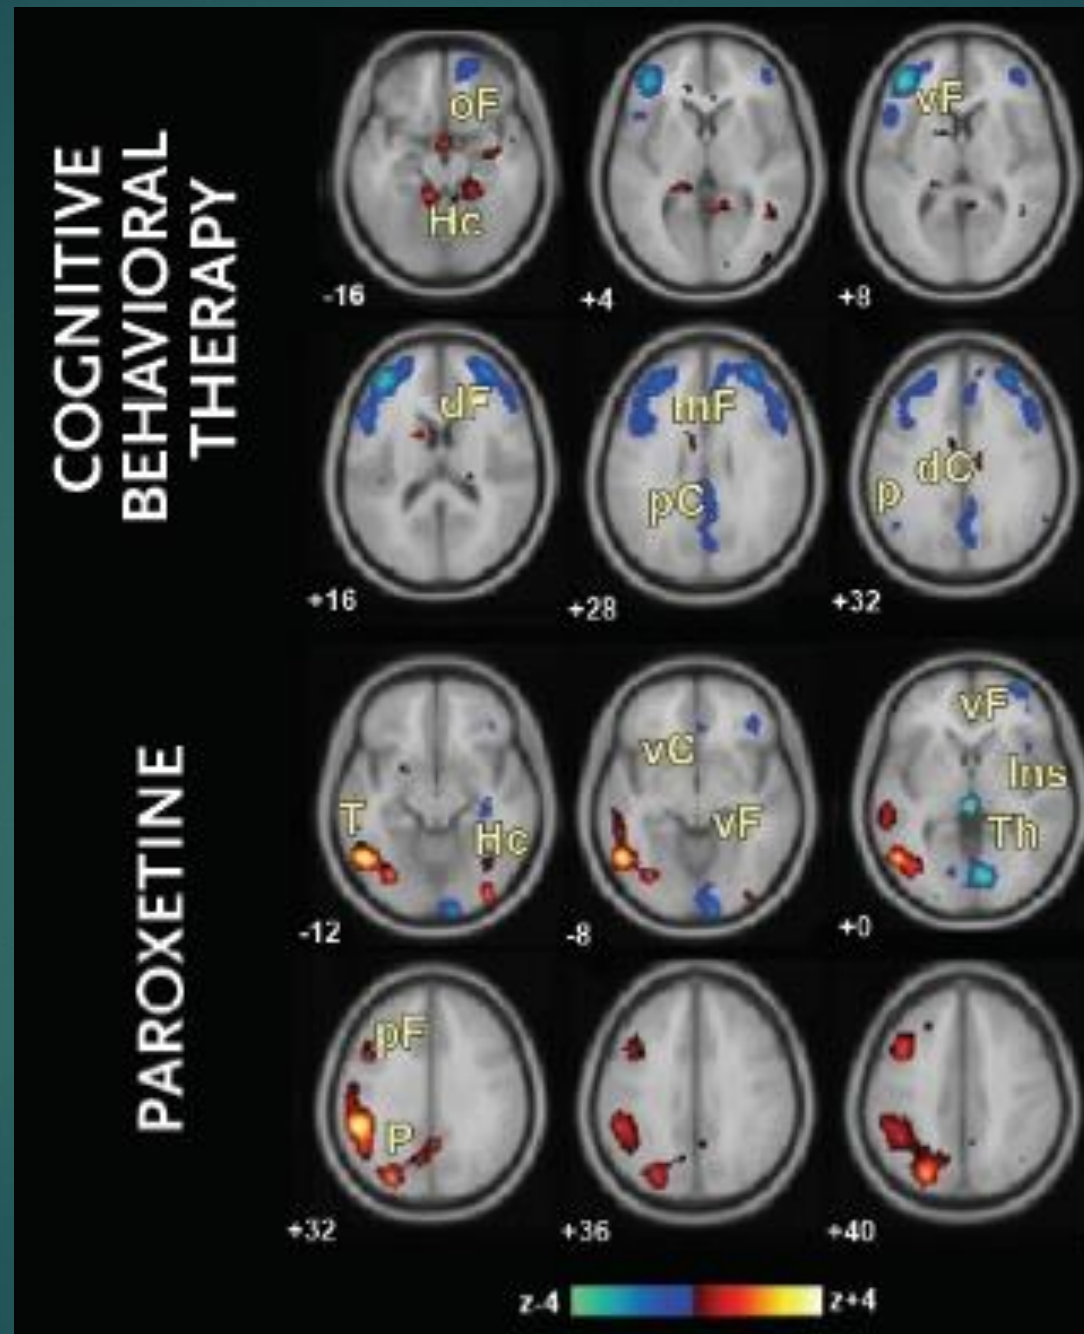 COGNITIVE
BEHAVIORAL
THERAPY
oF
Hc
-16
+4
vF
+8
dF
+16
mF
pC
+28
dC
p
+32
PAROXETINE
T
Hc
-12
vC
vF
-8
vF
Ins
Th
+0
pF
P
+32
+36
+40
z-4
z+4